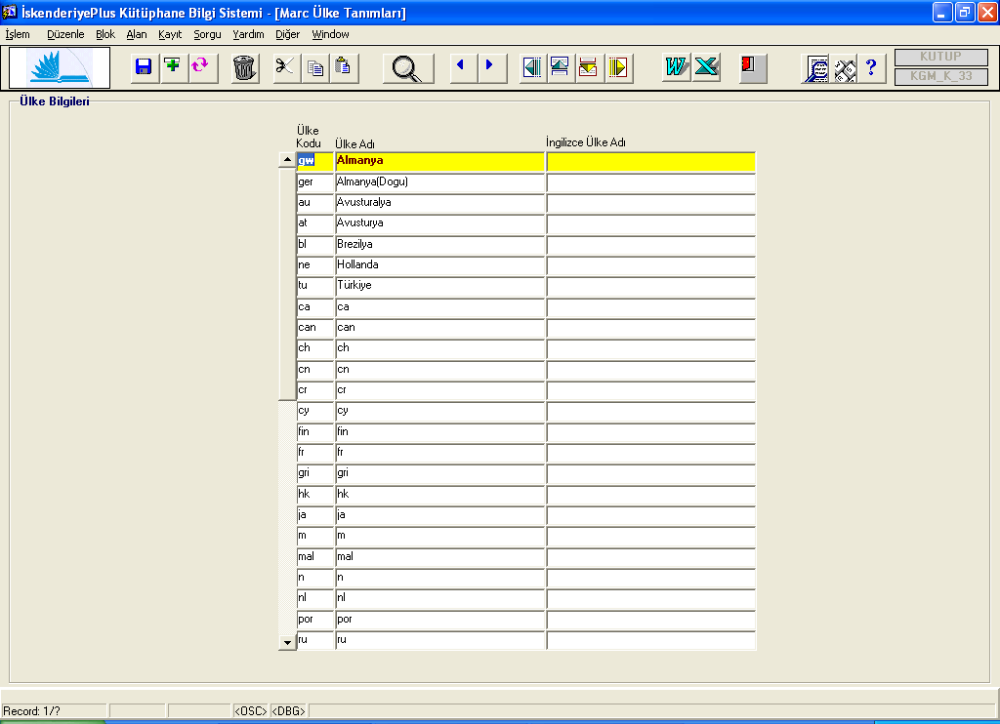 İskenderiyePlus Kütüphane Bilgi Sistemi - [Marc Ülke Tanımları]
İşlem Düzenle Blok Alan Kayıt Sorgu Yardım Diğer Window
KUTUP
KGM_K_33
Ülke Bilgileri
Ülke Kodu Ülke Adı İngilizce Ülke Adı
gw Almanya
ger Almanya(Dogu)
au Avusturalya
at Avusturya
bl Brezilya
ne Hollanda
tu Türkiye
ca ca
can can
ch ch
cn cn
cr cr
cy cy
fin fin
fr fr
gri gri
hk hk
ja ja
m m
mal mal
n n
nl nl
por por
ru ru
Record: 1/? <OSC> <DBG>